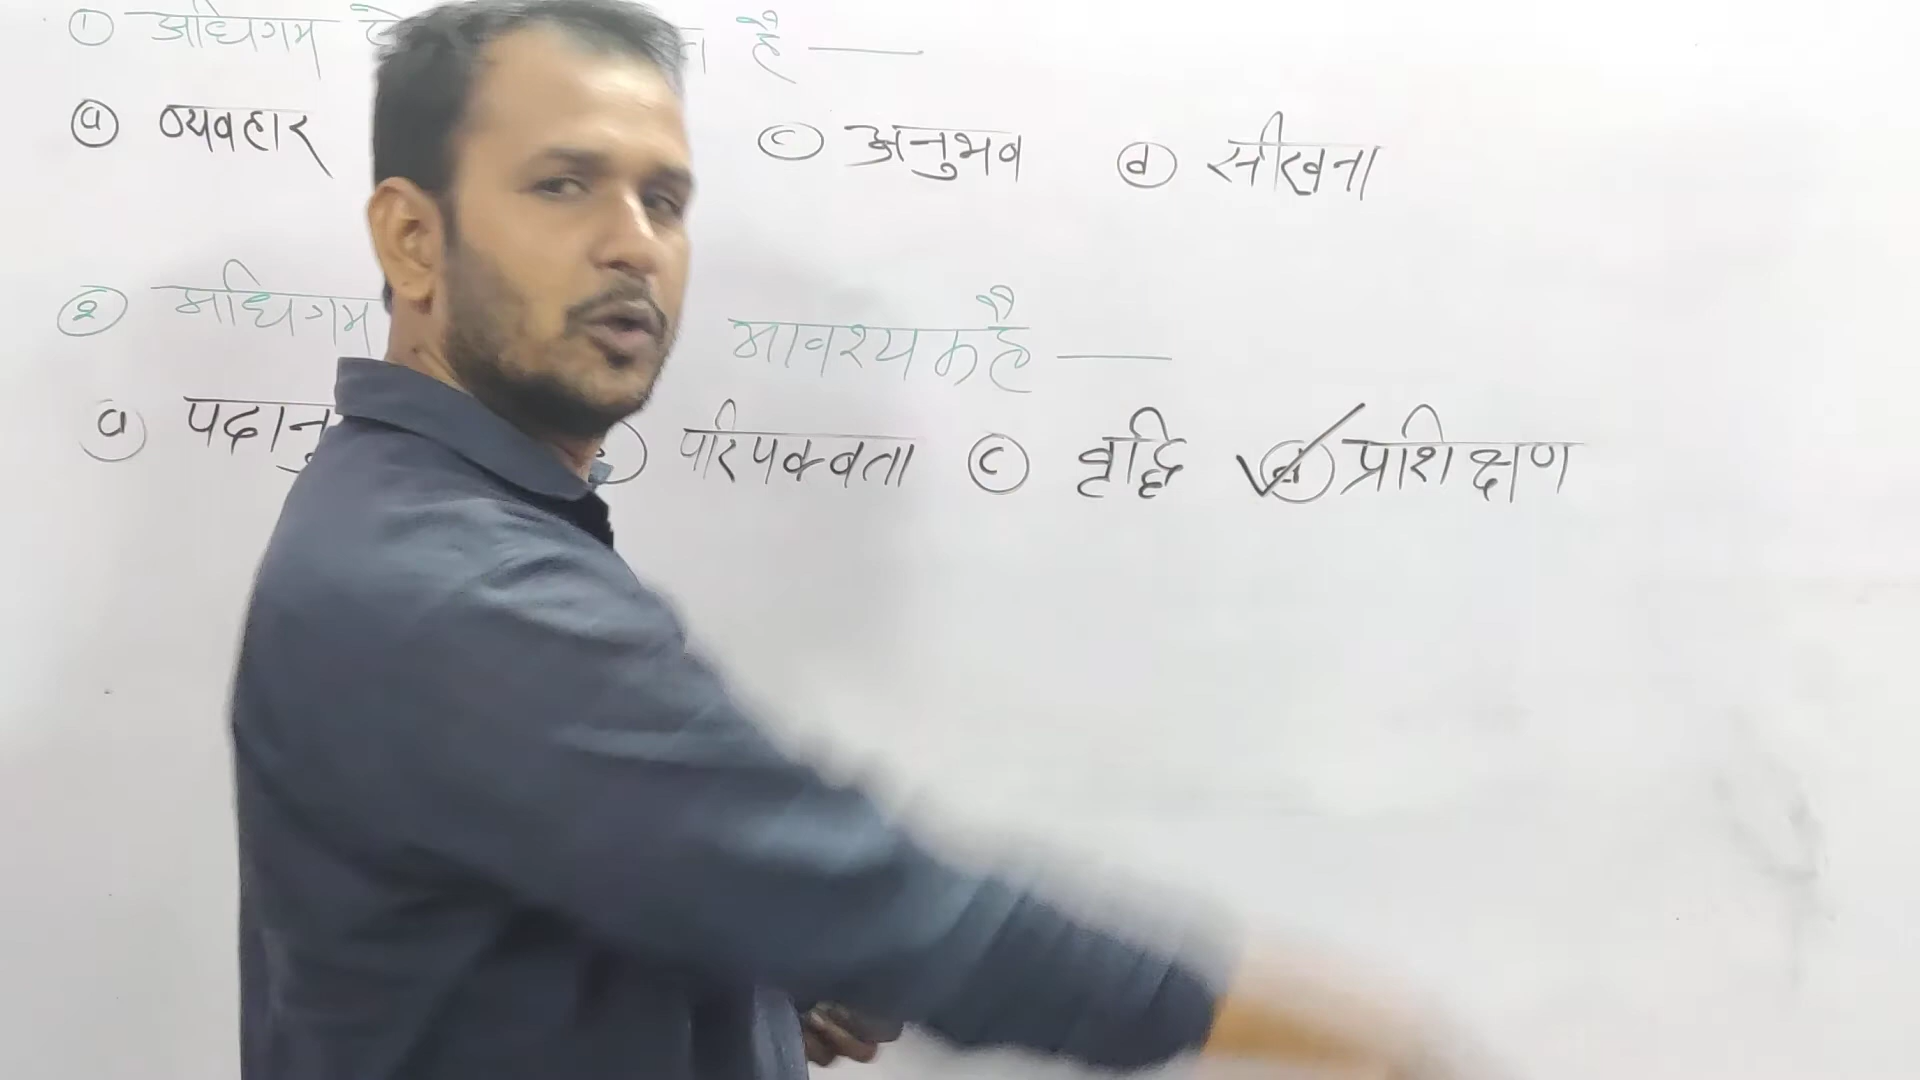 ① अधिगम है ——
ⓐ व्यवहार ⓒ अनुभव ⓓ सीखना
② अधिगम आवश्यक है ——
ⓐ पदानु परिपक्वता ⓒ वृद्धि ⓓ प्रशिक्षण